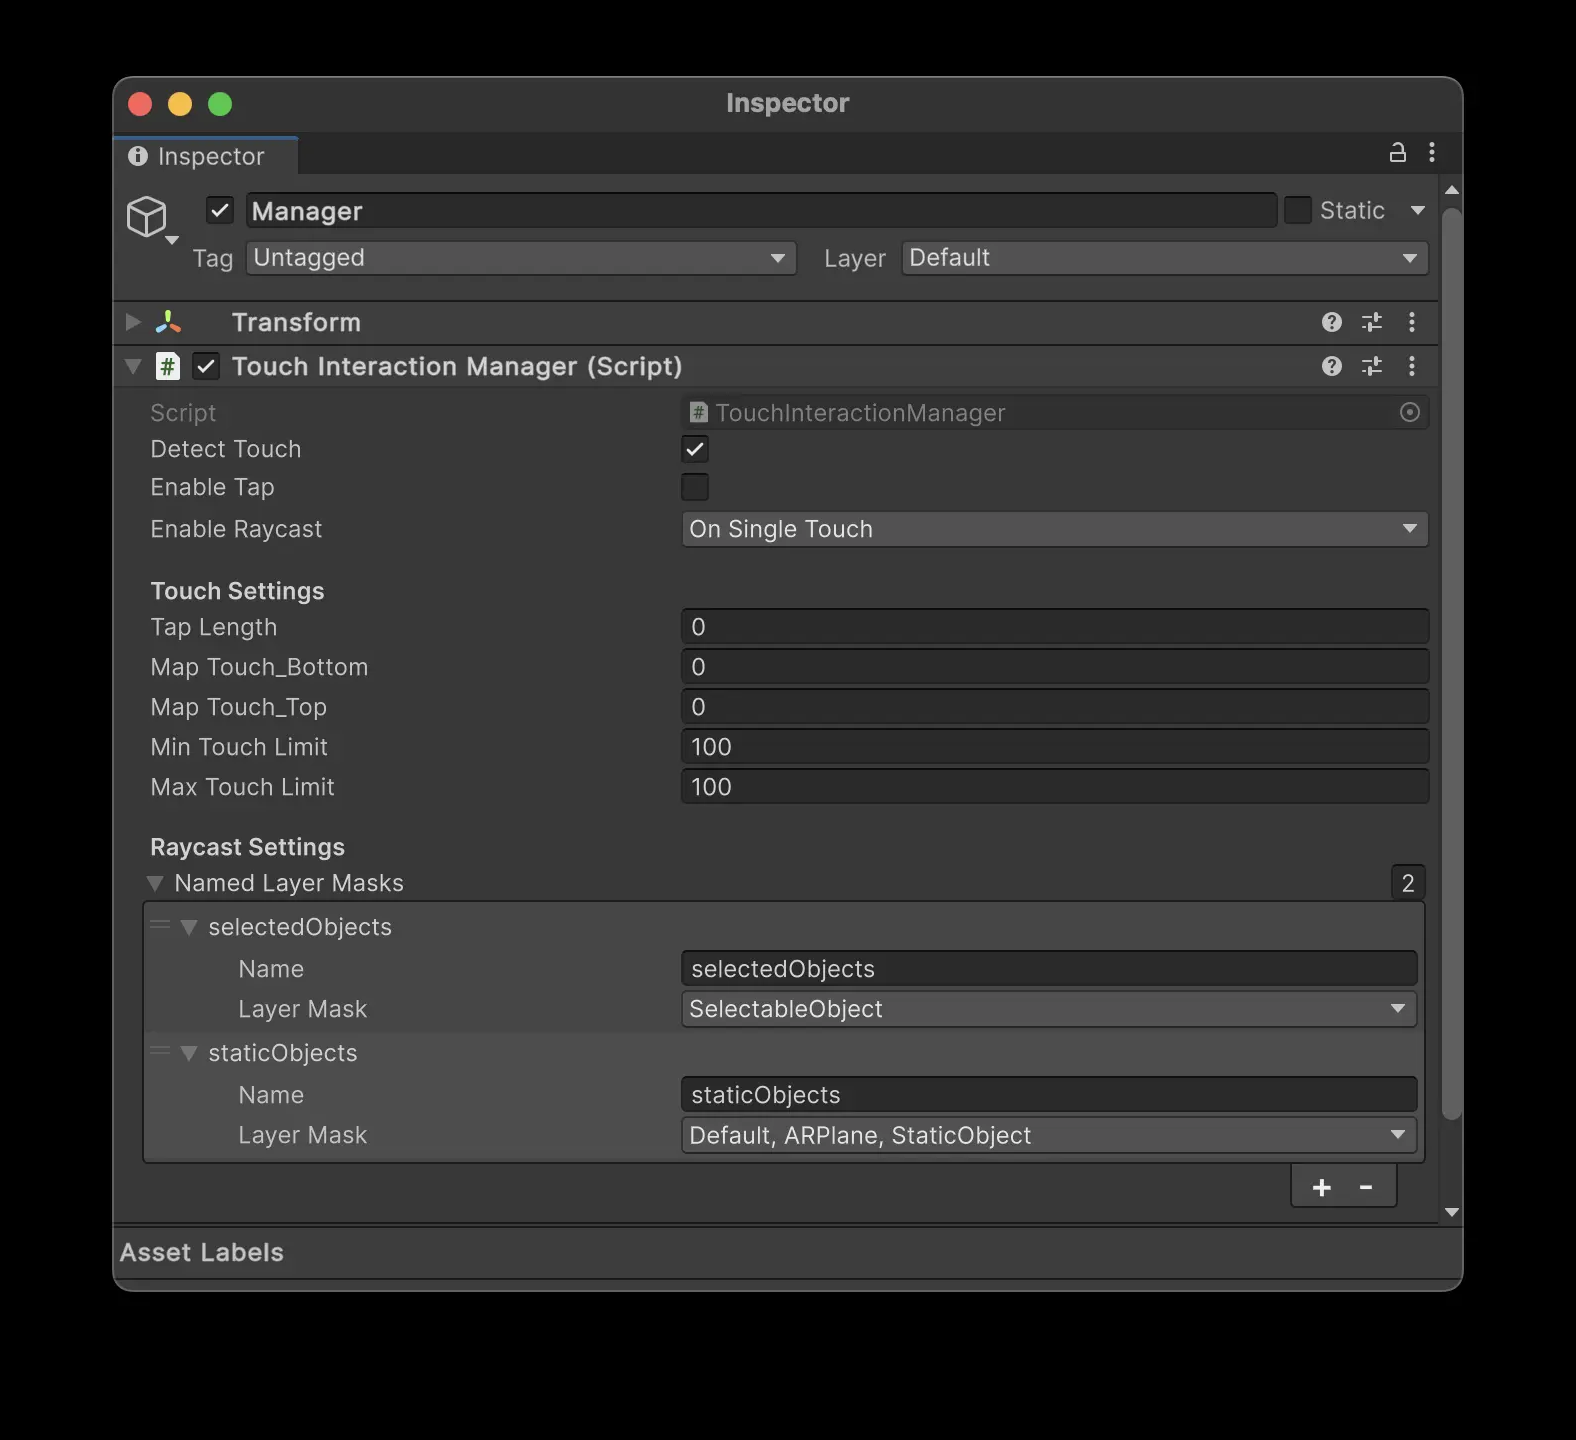 Inspector
Inspector
Manager
Static
Tag Untagged Layer Default
Transform
# Touch Interaction Manager (Script)
Script # TouchInteractionManager
Detect Touch
Enable Tap
Enable Raycast On Single Touch
Touch Settings
Tap Length 0
Map Touch_Bottom 0
Map Touch_Top 0
Min Touch Limit 100
Max Touch Limit 100
Raycast Settings
Named Layer Masks 2
selectedObjects
Name selectedObjects
Layer Mask SelectableObject
staticObjects
Name staticObjects
Layer Mask Default, ARPlane, StaticObject
+ -
Asset Labels